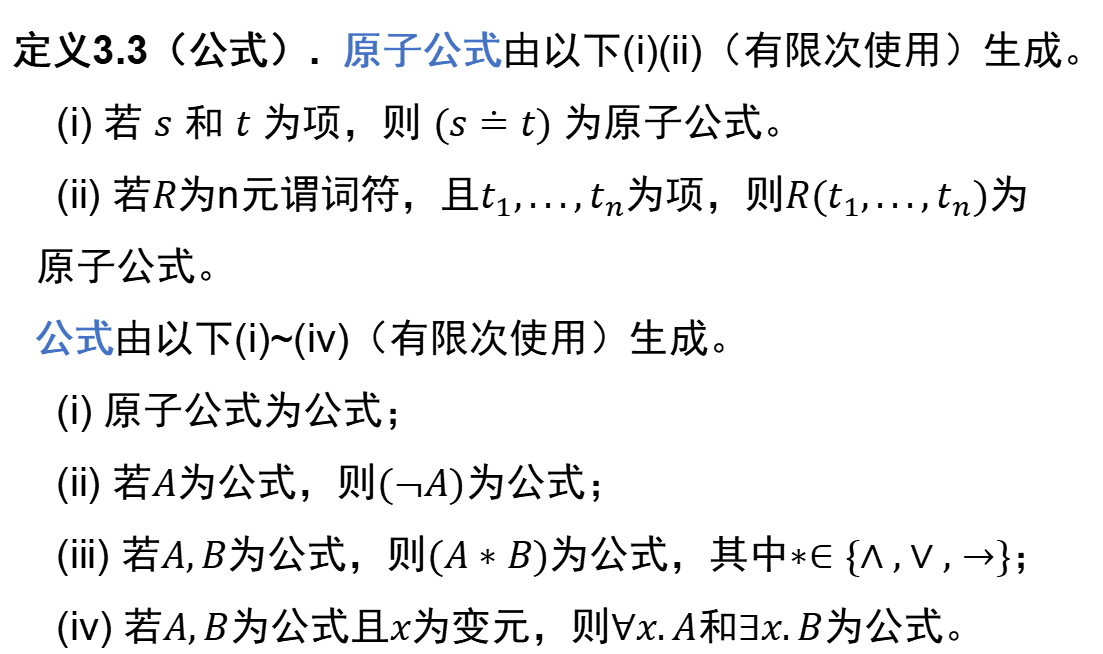 定义3.3（公式）. 原子公式由以下(i)(ii)（有限次使用）生成。
(i) 若 s 和 t 为项，则 (s ≐ t) 为原子公式。
(ii) 若R为n元谓词符，且t₁,...,tₙ为项，则R(t₁,...,tₙ)为
原子公式。
公式由以下(i)~(iv)（有限次使用）生成。
(i) 原子公式为公式；
(ii) 若A为公式，则(¬A)为公式；
(iii) 若A,B为公式，则(A ∗ B)为公式，其中∗∈ {∧,∨,→}；
(iv) 若A,B为公式且x为变元，则∀x.A和∃x.B为公式。